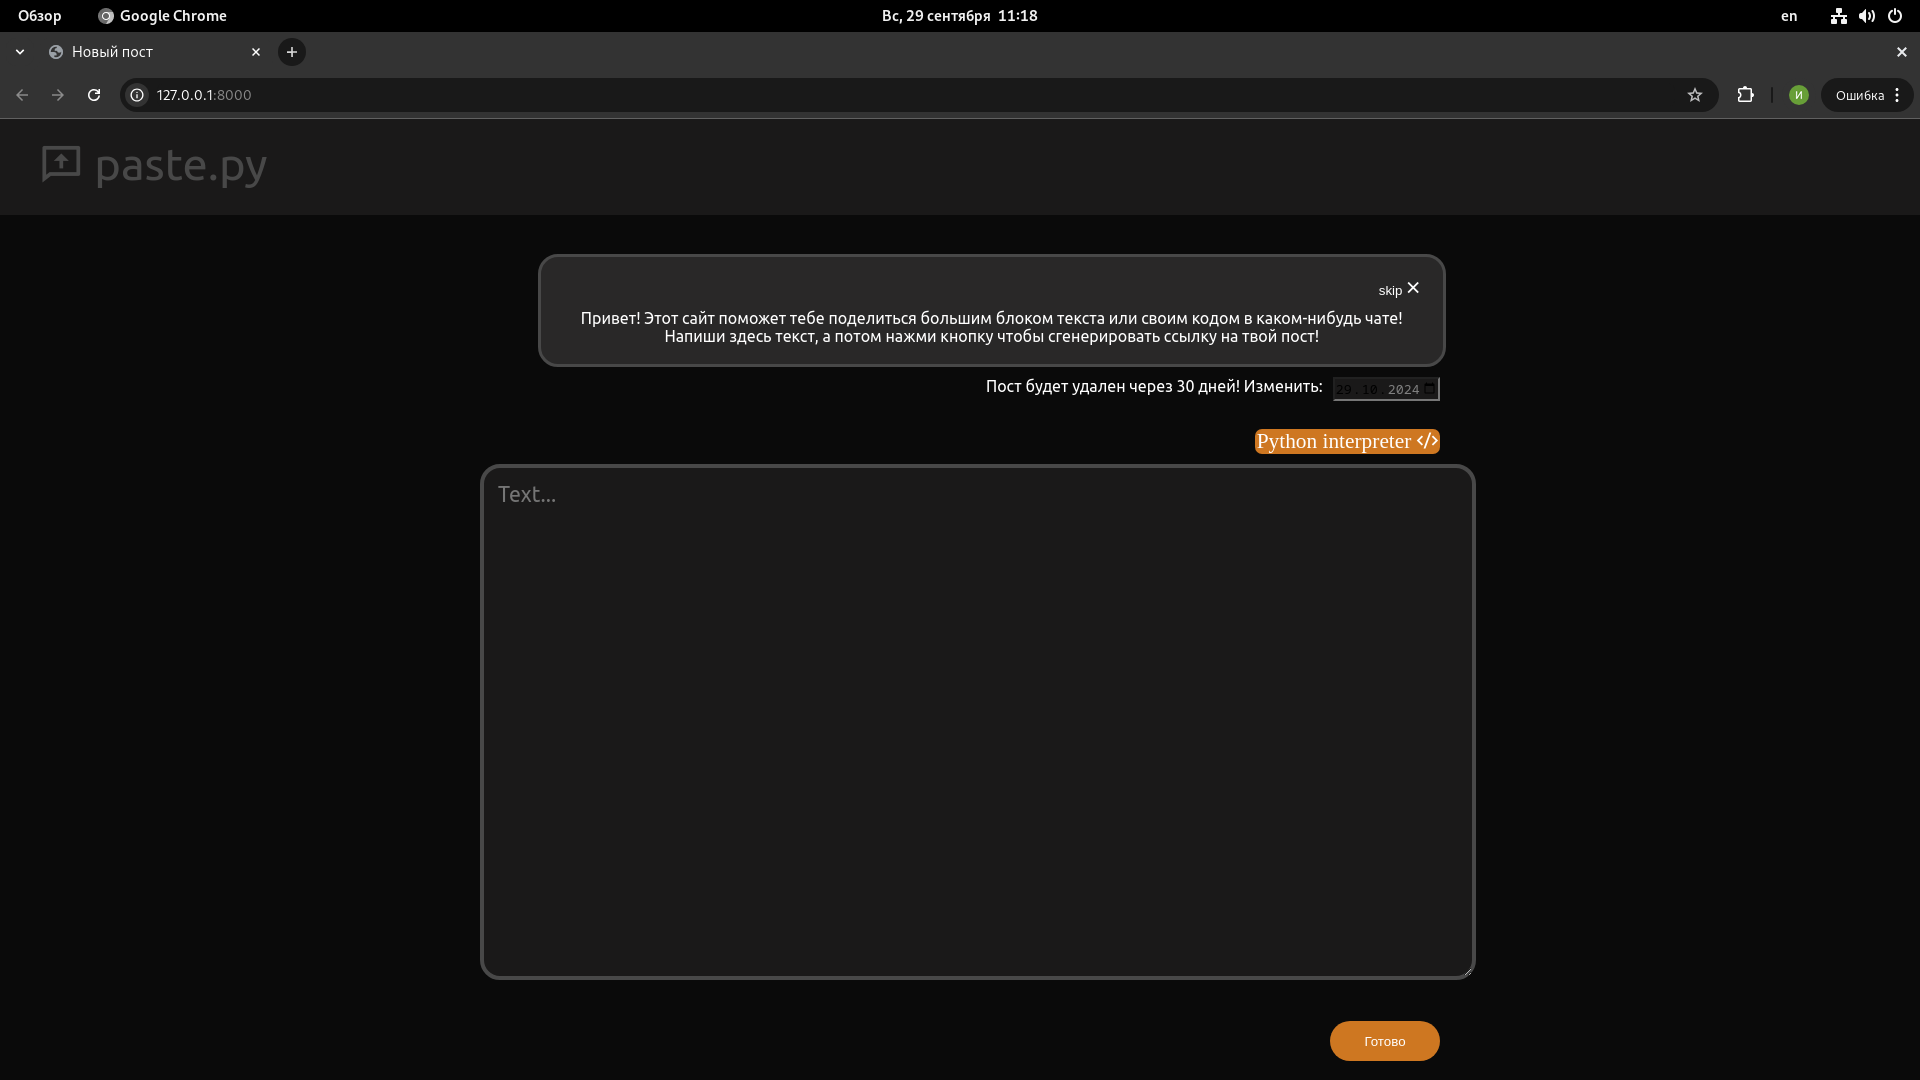 Обзор Google Chrome Вс, 29 сентября 11:18 en
Новый пост
127.0.0.1:8000 И Ошибка
paste.py
skip
Привет! Этот сайт поможет тебе поделиться большим блоком текста или своим кодом в каком-нибудь чате!
Напиши здесь текст, а потом нажми кнопку чтобы сгенерировать ссылку на твой пост!
Пост будет удален через 30 дней! Изменить: 29.10.2024
Python interpreter </>
Text...
Готово